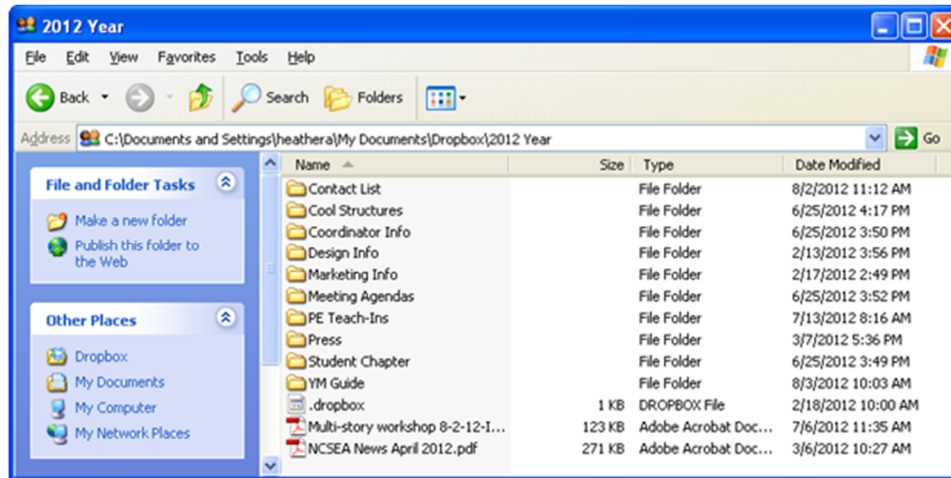 2012 Year
File Edit View Favorites Tools Help
Back Search Folders
Address C:\Documents and Settings\heathera\My Documents\Dropbox\2012 Year Go
File and Folder Tasks
Make a new folder
Publish this folder to
the Web
Other Places
Dropbox
My Documents
My Computer
My Network Places
Name Size Type Date Modified
Contact List File Folder 8/2/2012 11:12 AM
Cool Structures File Folder 6/25/2012 4:17 PM
Coordinator Info File Folder 6/25/2012 3:50 PM
Design Info File Folder 2/13/2012 3:56 PM
Marketing Info File Folder 2/17/2012 2:49 PM
Meeting Agendas File Folder 6/25/2012 3:52 PM
PE Teach-Ins File Folder 7/13/2012 8:16 AM
Press File Folder 3/7/2012 5:36 PM
Student Chapter File Folder 6/25/2012 3:49 PM
YM Guide File Folder 8/3/2012 10:03 AM
.dropbox 1 KB DROPBOX File 2/18/2012 10:00 AM
Multi-story workshop 8-2-12-I... 123 KB Adobe Acrobat Doc... 7/6/2012 11:35 AM
NCSEA News April 2012.pdf 271 KB Adobe Acrobat Doc... 3/6/2012 10:27 AM